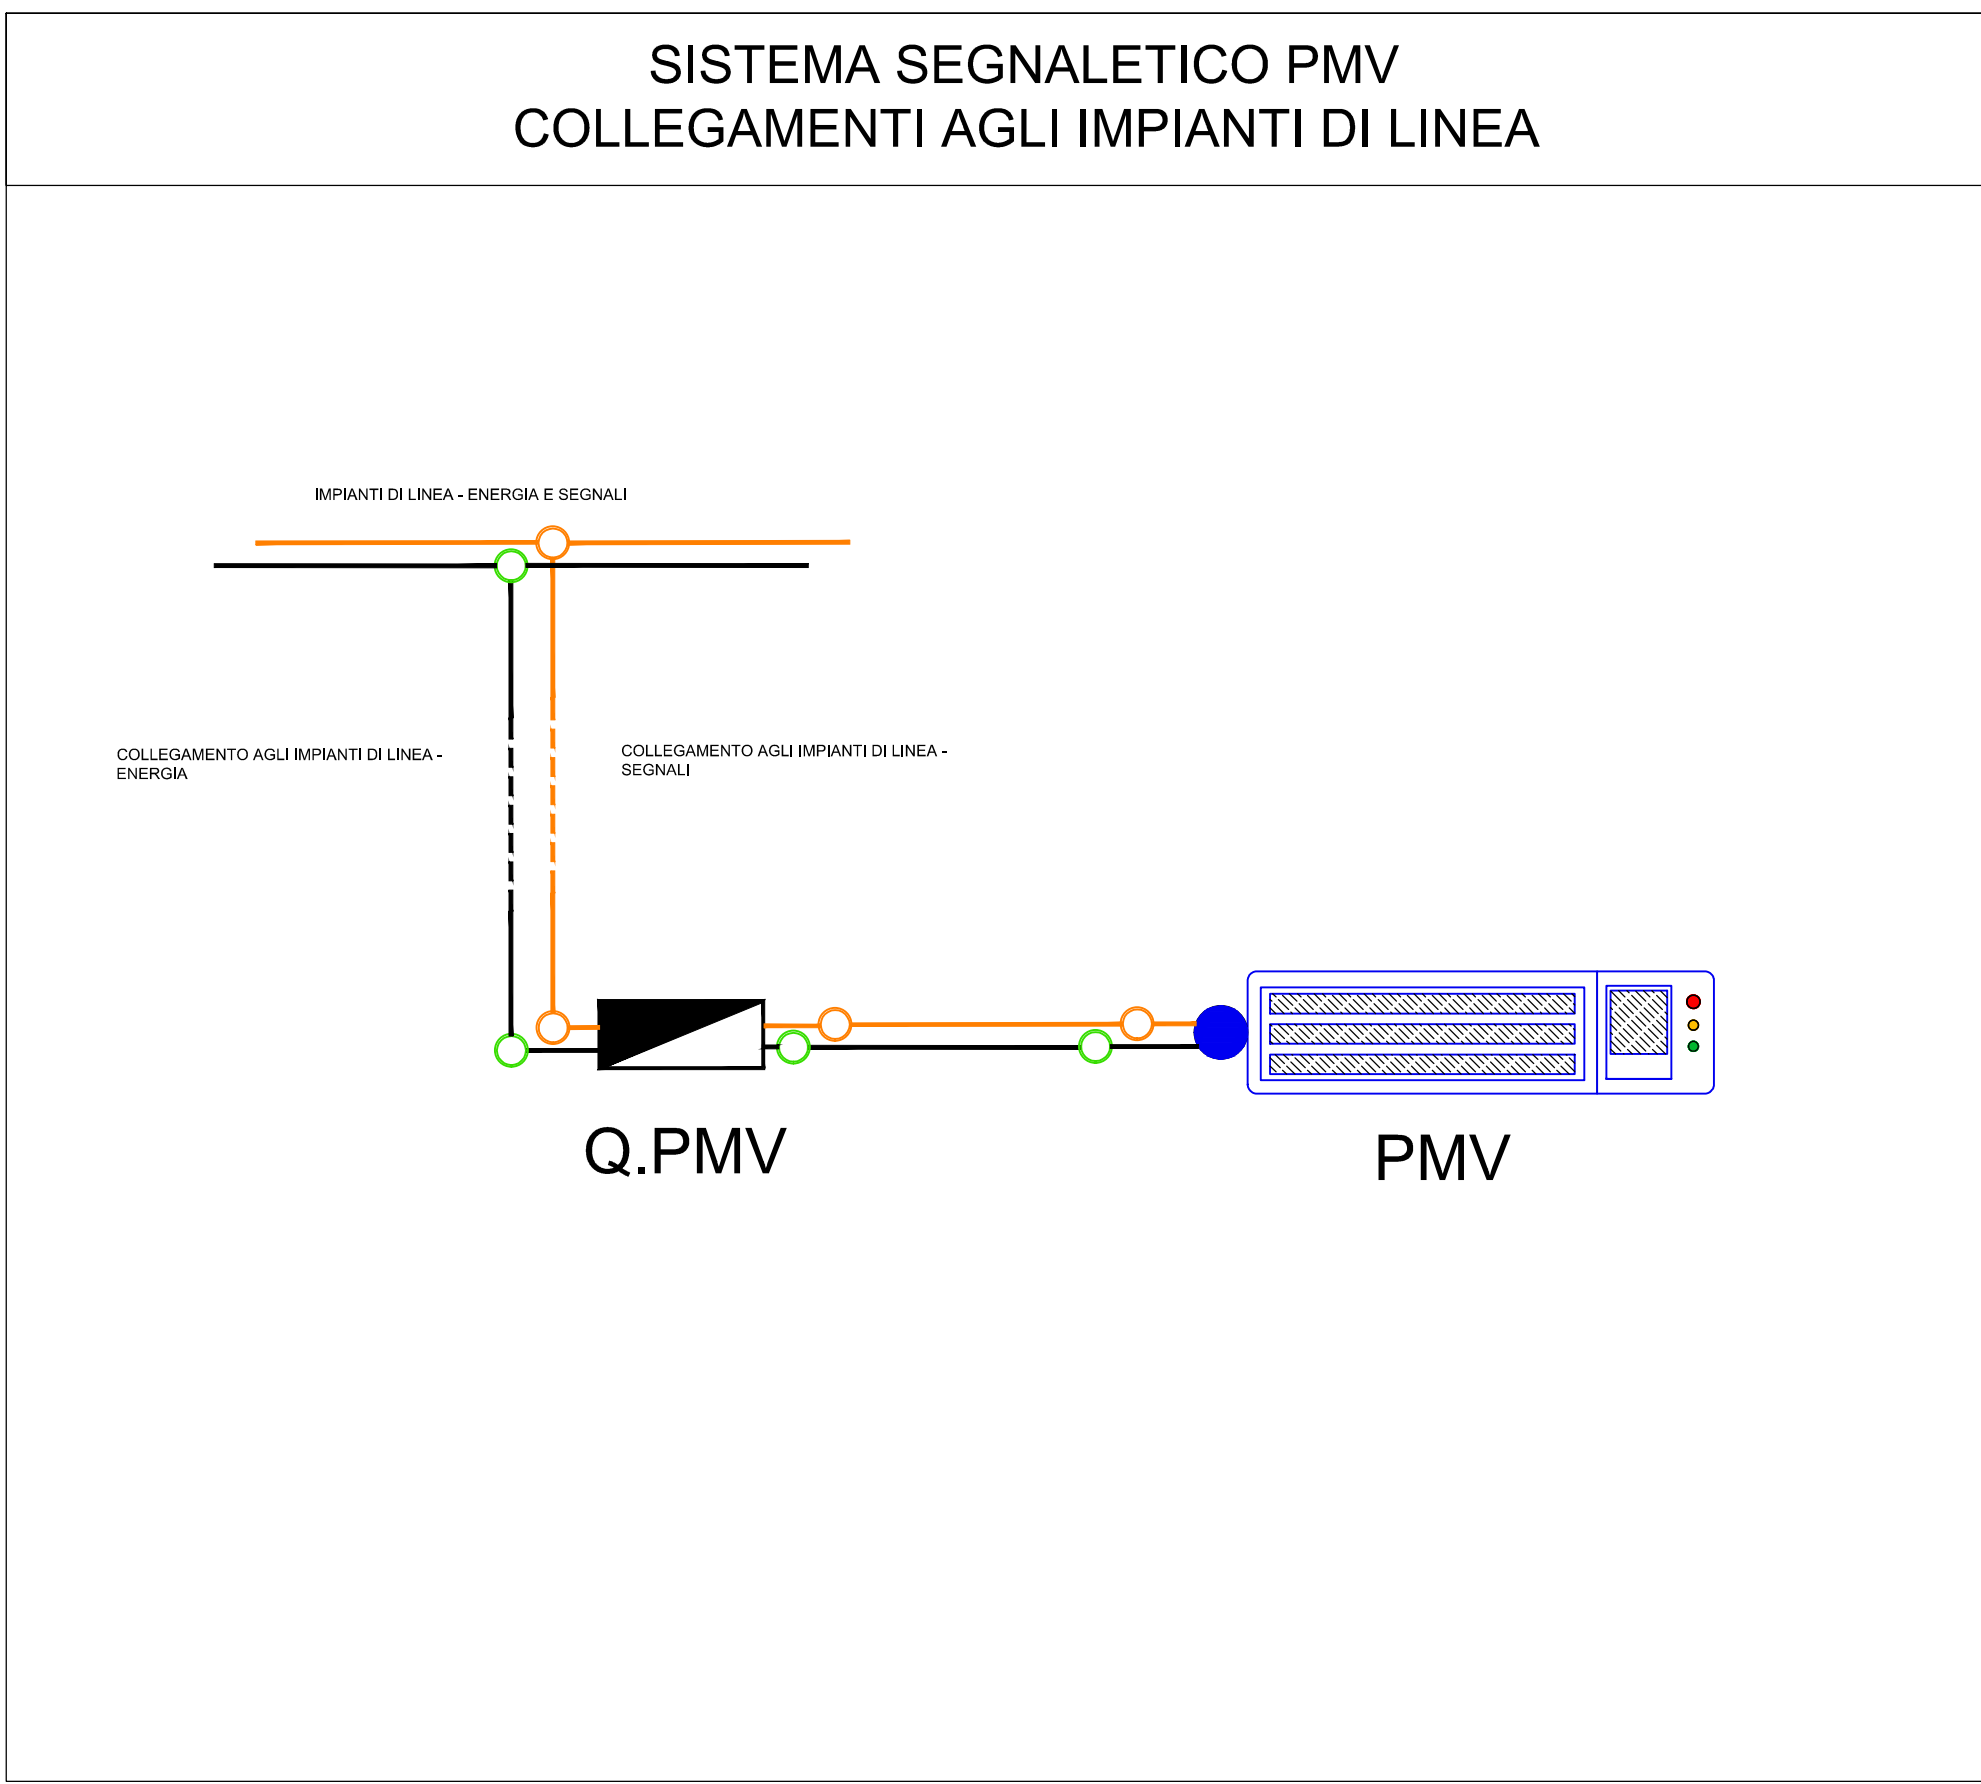 SISTEMA SEGNALETICO PMV
COLLEGAMENTI AGLI IMPIANTI DI LINEA
IMPIANTI DI LINEA - ENERGIA E SEGNALI
COLLEGAMENTO AGLI IMPIANTI DI LINEA -
ENERGIA
COLLEGAMENTO AGLI IMPIANTI DI LINEA -
SEGNALI
Q.PMV
PMV